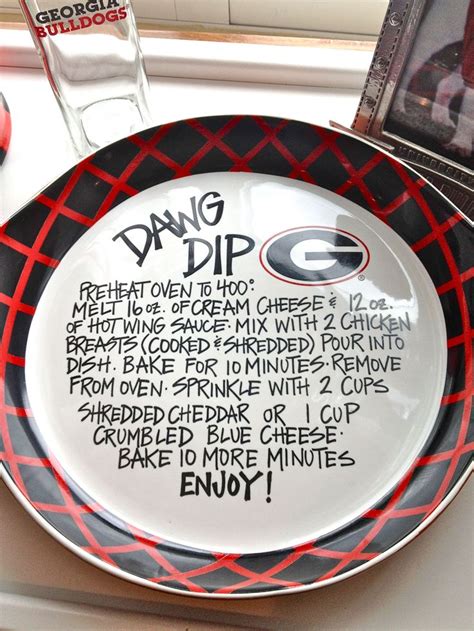 GEORGIA
BULLDOGS
DAWG
DIP
G
PREHEAT OVEN TO 400°
MELT 16 OZ. OF CREAM CHEESE & 12 OZ.
OF HOT WING SAUCE. MIX WITH 2 CHICKEN
BREASTS (COOKED & SHREDDED) POUR INTO
DISH. BAKE FOR 10 MINUTES. REMOVE
FROM OVEN. SPRINKLE WITH 2 CUPS
SHREDDED CHEDDAR OR 1 CUP
CRUMBLED BLUE CHEESE.
BAKE 10 MORE MINUTES
ENJOY!